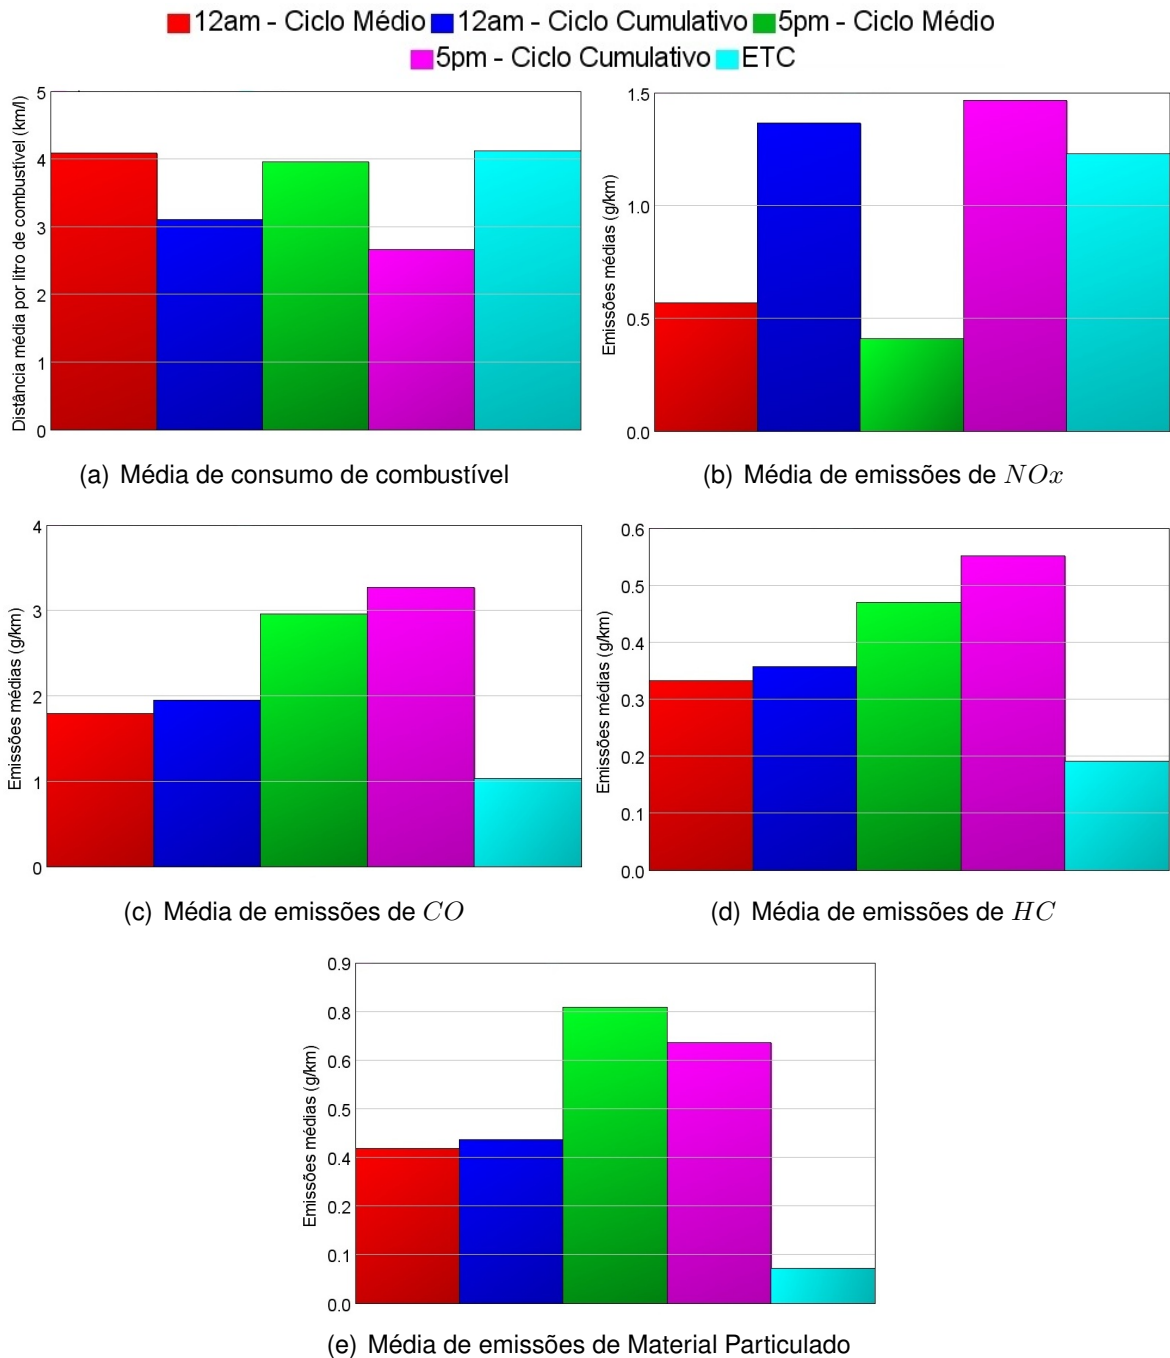 12am - Ciclo Médio 12am - Ciclo Cumulativo 5pm - Ciclo Médio
5pm - Ciclo Cumulativo ETC
Distância média por litro de combustível (km/l)
5
4
3
2
1
0
(a) Média de consumo de combustível
Emissões médias (g/km)
1.5
1.0
0.5
0.0
(b) Média de emissões de NOx
Emissões médias (g/km)
4
3
2
1
0
(c) Média de emissões de CO
Emissões médias (g/km)
0.6
0.5
0.4
0.3
0.2
0.1
0.0
(d) Média de emissões de HC
Emissões médias (g/km)
0.9
0.8
0.6
0.5
0.4
0.2
0.1
0.0
(e) Média de emissões de Material Particulado